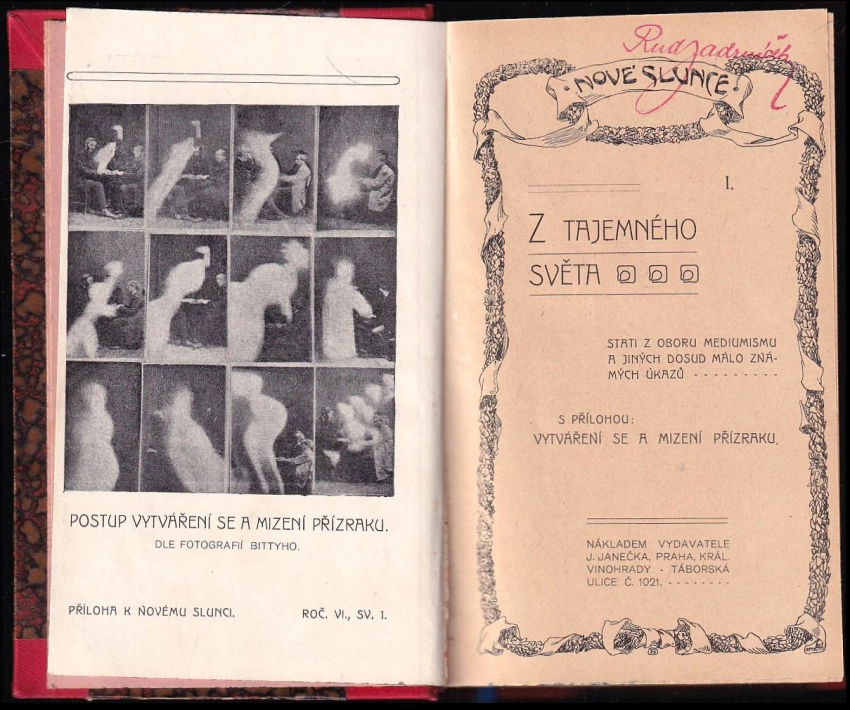 POSTUP VYTVÁŘENÍ SE A MIZENÍ PŘÍZRAKU.
DLE FOTOGRAFIÍ BITTYHO.
PŘÍLOHA K NOVÉMU SLUNCI. ROČ. VI., SV. 1.
NOVÉ SLUNCE
I.
Z TAJEMNÉHO
SVĚTA
STATI Z OBORU MEDIUMISMU
A JINÝCH DOSUD MÁLO ZNÁ-
MÝCH ÚKAZŮ - - - - - - - - -
S PŘÍLOHOU:
VYTVÁŘENÍ SE A MIZENÍ PŘÍZRAKU.
NÁKLADEM VYDAVATELE
J. JANEČKA, PRAHA, KRÁL.
VINOHRADY - TÁBORSKÁ
ULICE Č. 1021. - - - - - - - -